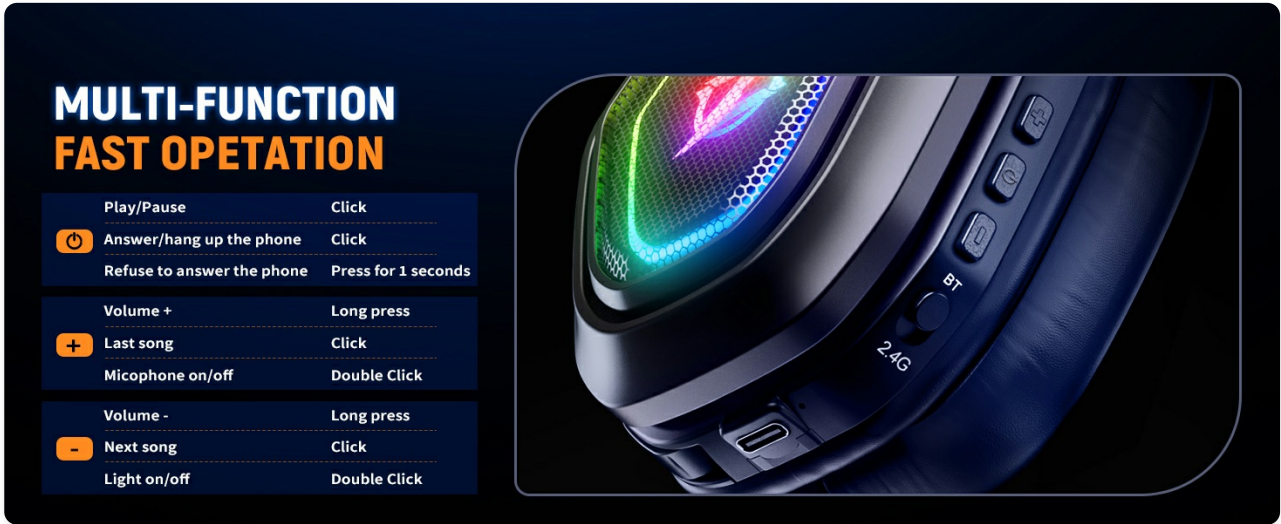 MULTI-FUNCTION
FAST OPETATION
Play/Pause Click
Answer/hang up the phone Click
Refuse to answer the phone Press for 1 seconds
+ Volume + Long press
Last song Click
Micophone on/off Double Click
- Volume - Long press
Next song Click
Light on/off Double Click
BT
2.4G